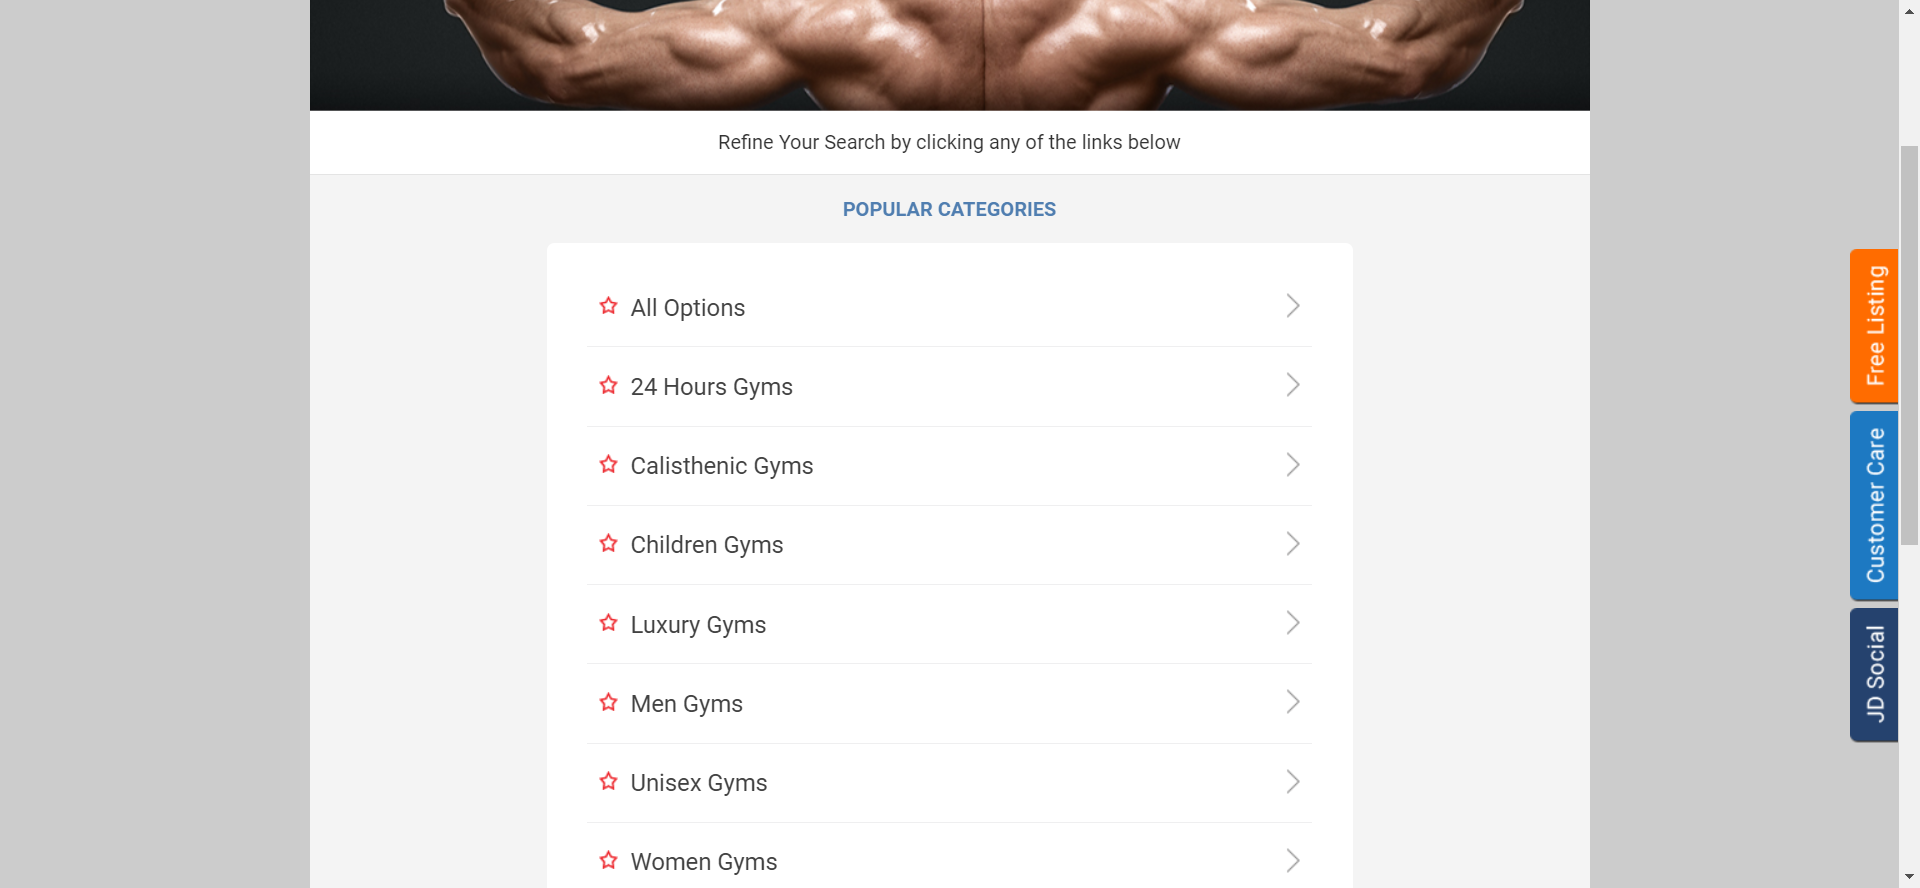 Refine Your Search by clicking any of the links below
POPULAR CATEGORIES
All Options
24 Hours Gyms
Calisthenic Gyms
Children Gyms
Luxury Gyms
Men Gyms
Unisex Gyms
Women Gyms
Free Listing
Customer Care
JD Social